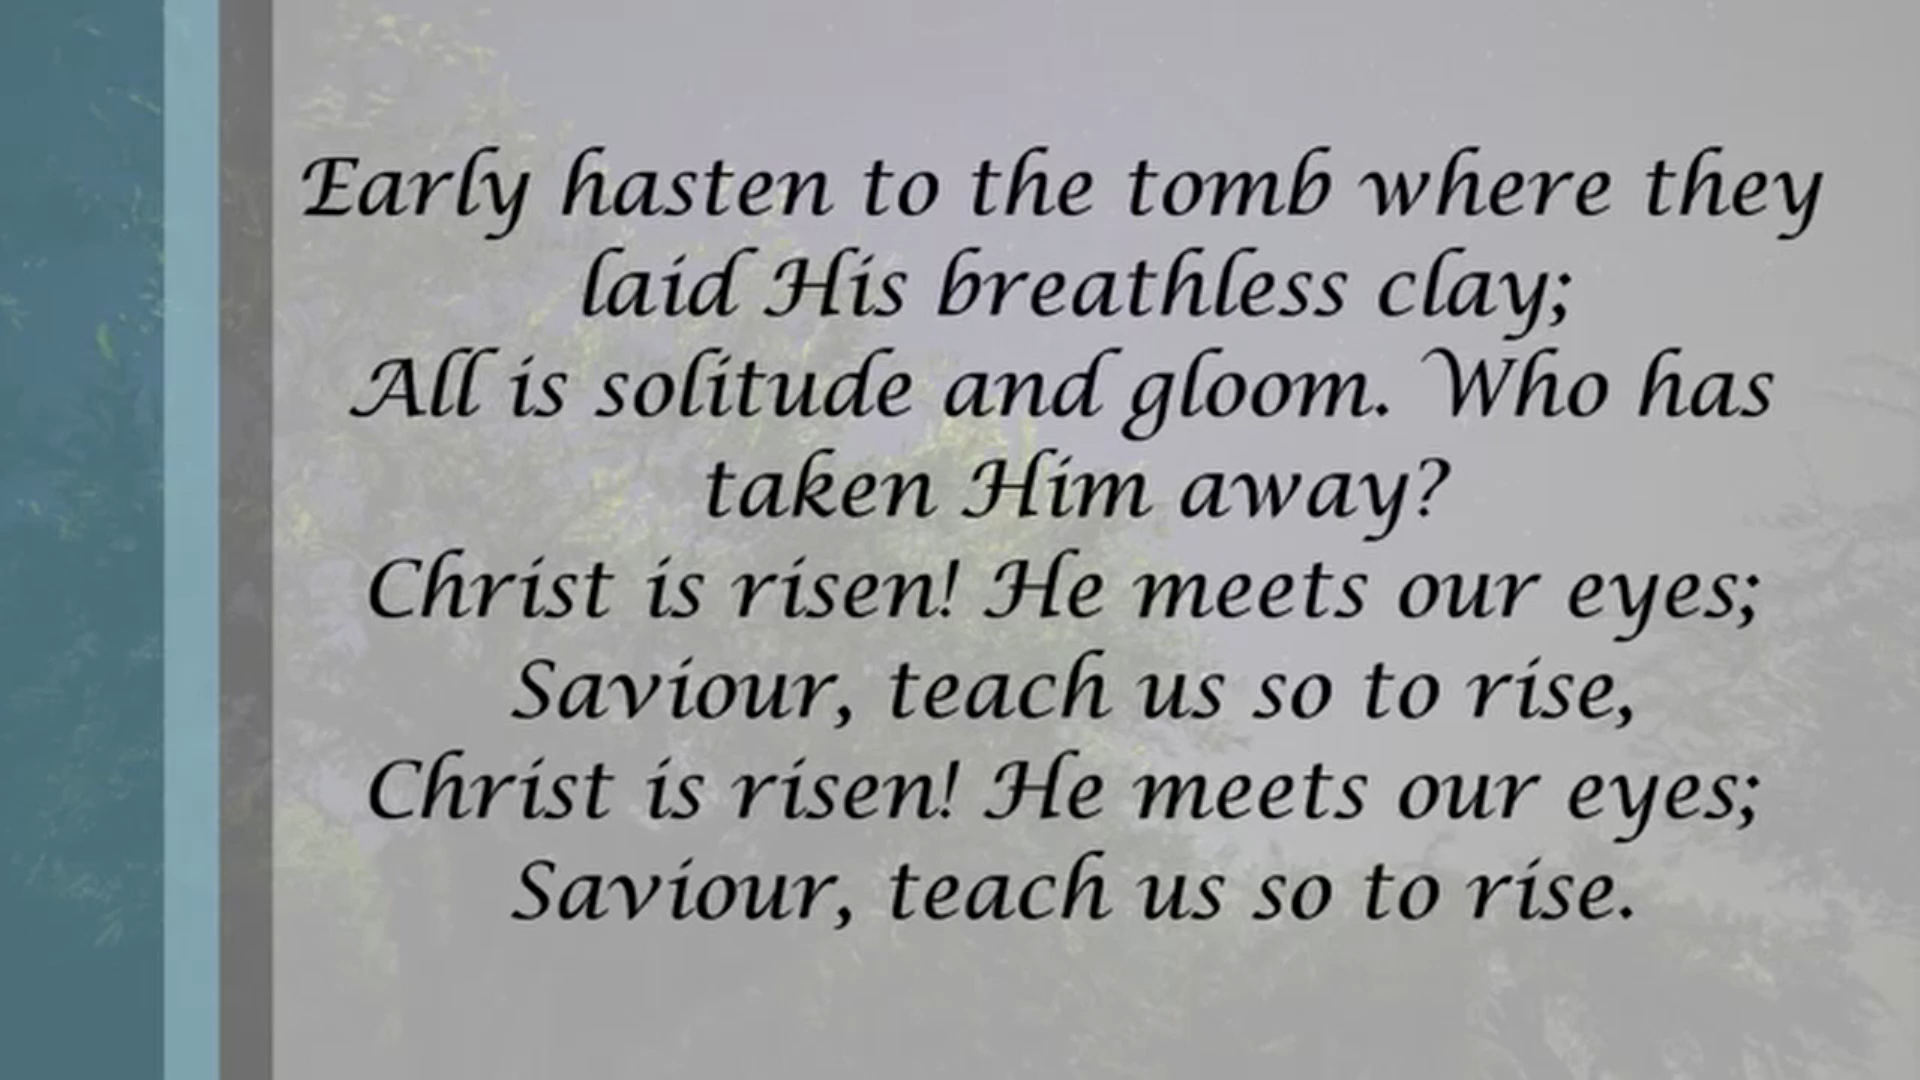 Early hasten to the tomb where they
laid His breathless clay;
All is solitude and gloom. Who has
taken Him away?
Christ is risen! He meets our eyes;
Saviour, teach us so to rise,
Christ is risen! He meets our eyes;
Saviour, teach us so to rise.